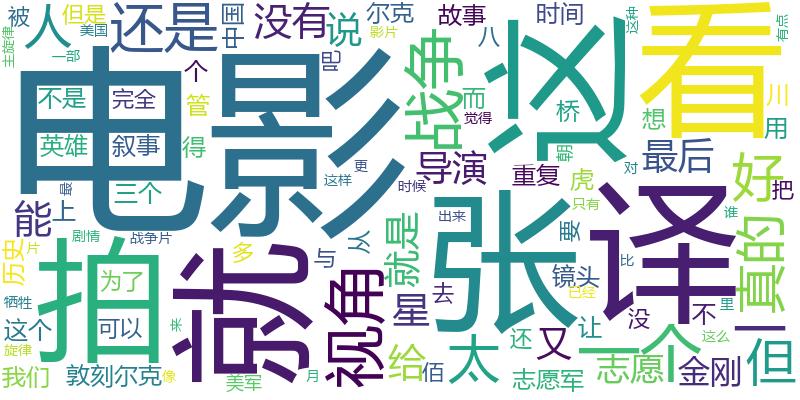 被
但是
人
还是
中国
没有
说
尔克
故事
八
时间
这种
有点
美国
影片
主旋律
一部
吧
个
电影
这
看
不是
完全
管
战争
而
觉得
桥
想
川
用
英雄
叙事
得
导演
重复
虎
朝
最后
好
把
三个
最
更
这样
时候
只有
对
谁
能
上
战争片
张译
出来
要
真的
历史
片
剧情
拍
就
多
与
从
就是
镜头
比
里
为了
视角
星
去
已经
牺牲
这个
可以
来
给
太
还
又
让
没
不
一
但
旋律
我们
敦刻尔克
像
美军
月
佰
志愿军
一个
志愿
金刚
这么